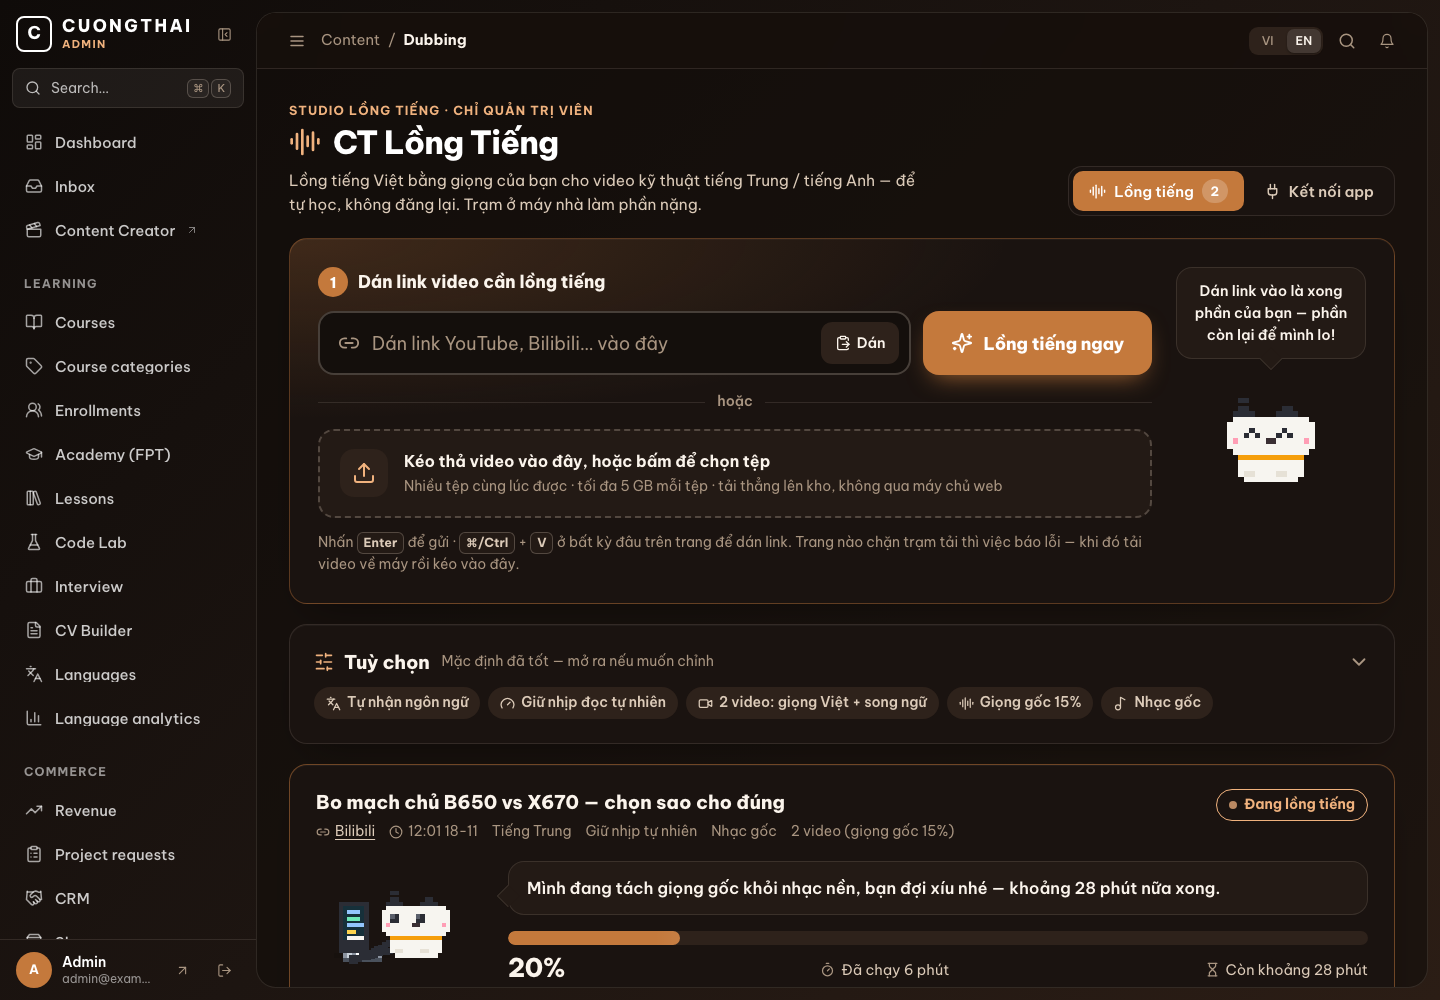 C CUONGTHAI
ADMIN
Search... ⌘ K
Dashboard
Inbox
Content Creator
LEARNING
Courses
Course categories
Enrollments
Academy (FPT)
Lessons
Code Lab
Interview
CV Builder
Languages
Language analytics
COMMERCE
Revenue
Project requests
CRM
A Admin
admin@exam...
Content / Dubbing
VI EN
STUDIO LỒNG TIẾNG · CHỈ QUẢN TRỊ VIÊN
CT Lồng Tiếng
Lồng tiếng Việt bằng giọng của bạn cho video kỹ thuật tiếng Trung / tiếng Anh — để
tự học, không đăng lại. Trạm ở máy nhà làm phần nặng.
Lồng tiếng 2 Kết nối app
1 Dán link video cần lồng tiếng
Dán link YouTube, Bilibili... vào đây Dán Lồng tiếng ngay
hoặc
Kéo thả video vào đây, hoặc bấm để chọn tệp
Nhiều tệp cùng lúc được · tối đa 5 GB mỗi tệp · tải thẳng lên kho, không qua máy chủ web
Nhấn Enter để gửi · ⌘/Ctrl + V ở bất kỳ đâu trên trang để dán link. Trang nào chặn trạm tải thì việc báo lỗi — khi đó tải
video về máy rồi kéo vào đây.
Dán link vào là xong
phần của bạn — phần
còn lại để mình lo!
Tuỳ chọn Mặc định đã tốt — mở ra nếu muốn chỉnh
Tự nhận ngôn ngữ Giữ nhịp đọc tự nhiên 2 video: giọng Việt + song ngữ Giọng gốc 15% Nhạc gốc
Bo mạch chủ B650 vs X670 — chọn sao cho đúng
Đang lồng tiếng
Bilibili 12:01 18-11 Tiếng Trung Giữ nhịp tự nhiên Nhạc gốc 2 video (giọng gốc 15%)
Mình đang tách giọng gốc khỏi nhạc nền, bạn đợi xíu nhé — khoảng 28 phút nữa xong.
20% Đã chạy 6 phút Còn khoảng 28 phút